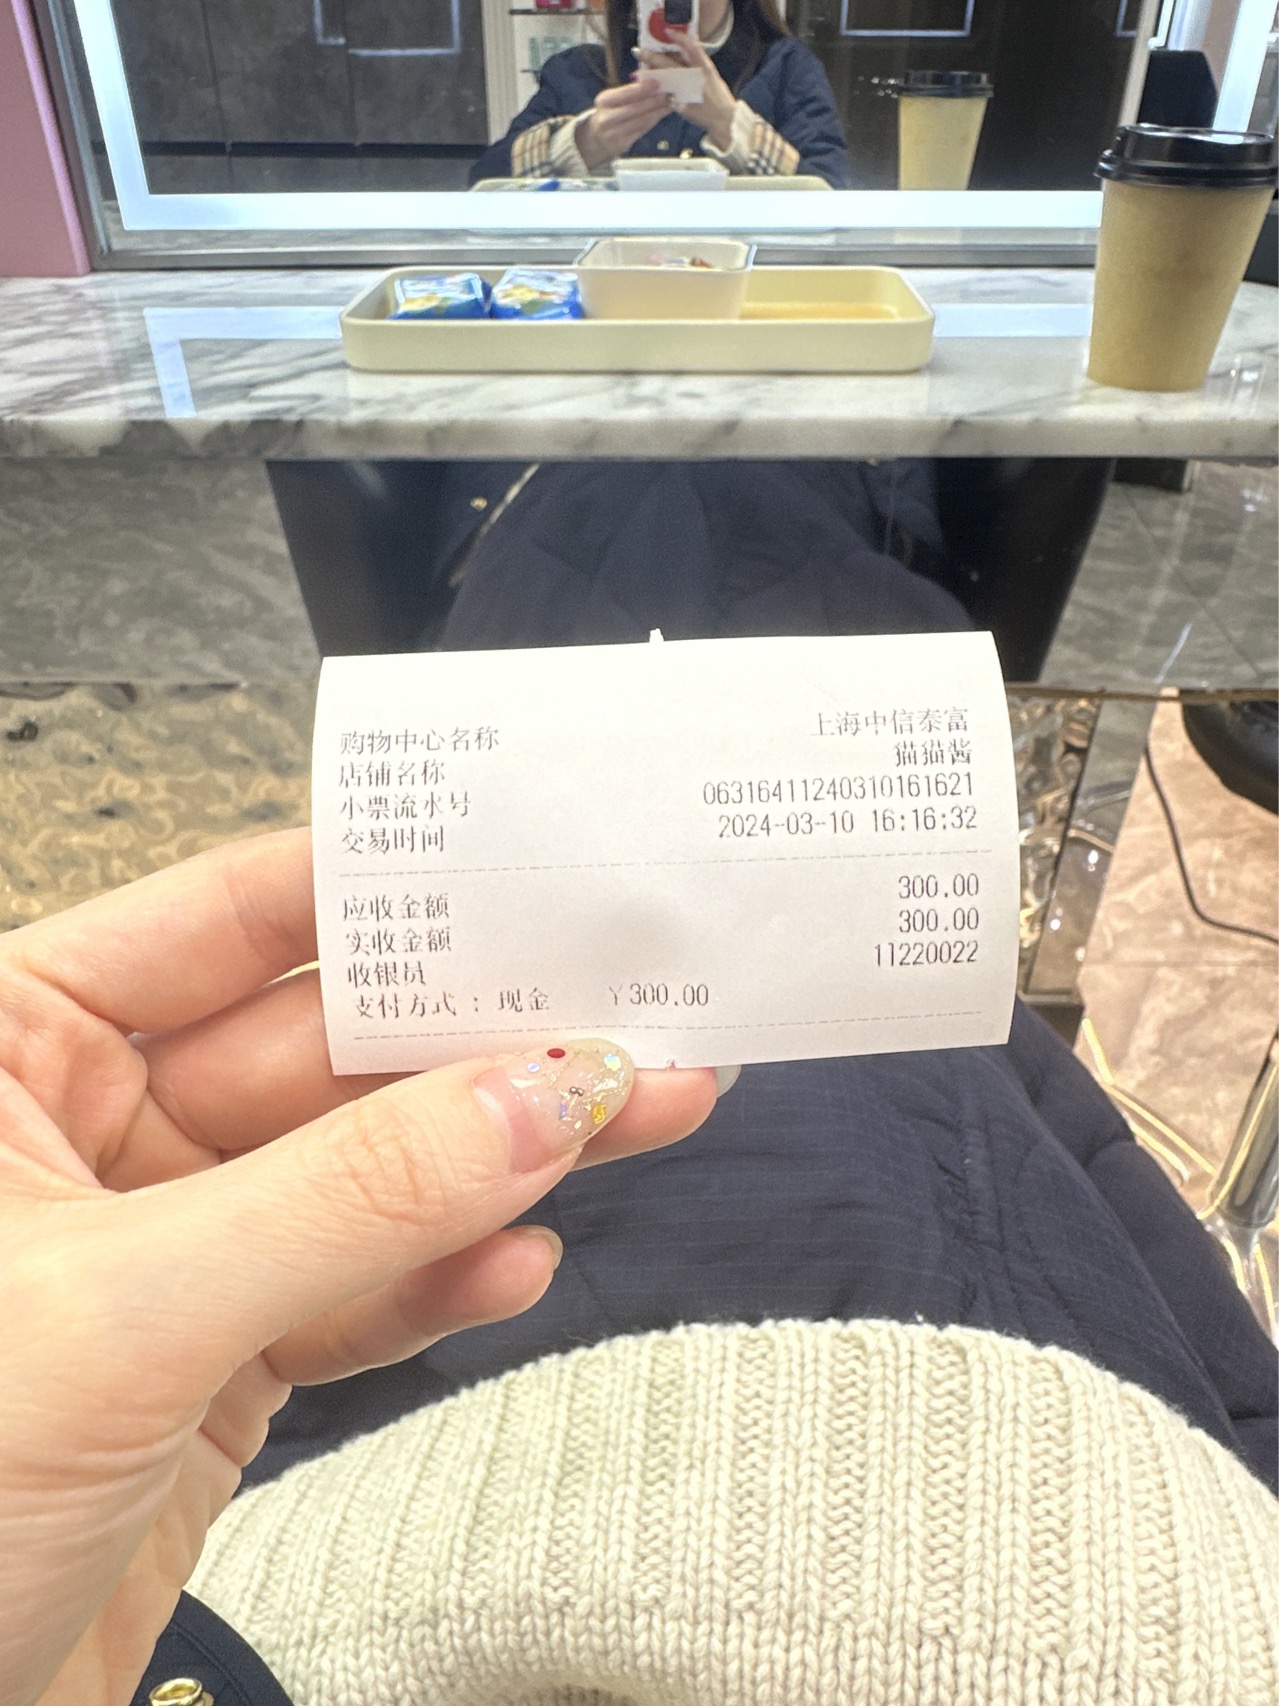 购物中心名称 上海中信泰富
店铺名称 猫猫酱
小票流水号 06316411240310161621
交易时间 2024-03-10 16:16:32
应收金额 300.00
实收金额 300.00
收银员 11220022
支付方式 : 现金 ￥300.00